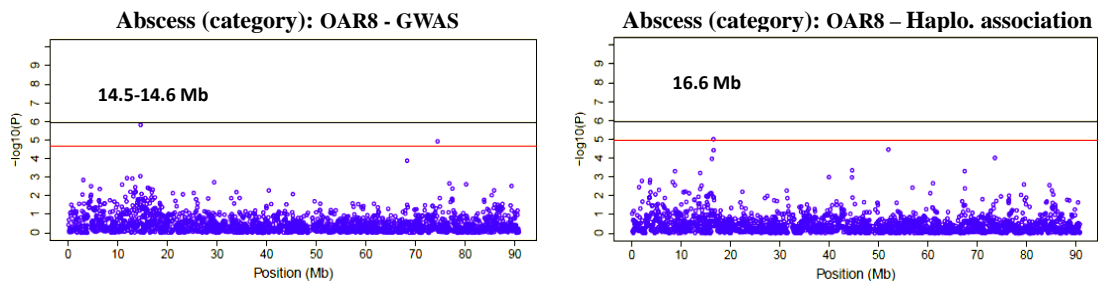 Abscess (category): OAR8 - GWAS
14.5-14.6 Mb
−log10(P)
9
8
7
6
5
4
3
2
1
0
0 10 20 30 40 50 60 70 80 90
Position (Mb)
Abscess (category): OAR8 – Haplo. association
16.6 Mb
−log10(P)
9
8
7
6
5
4
3
2
1
0
0 10 20 30 40 50 60 70 80 90
Position (Mb)